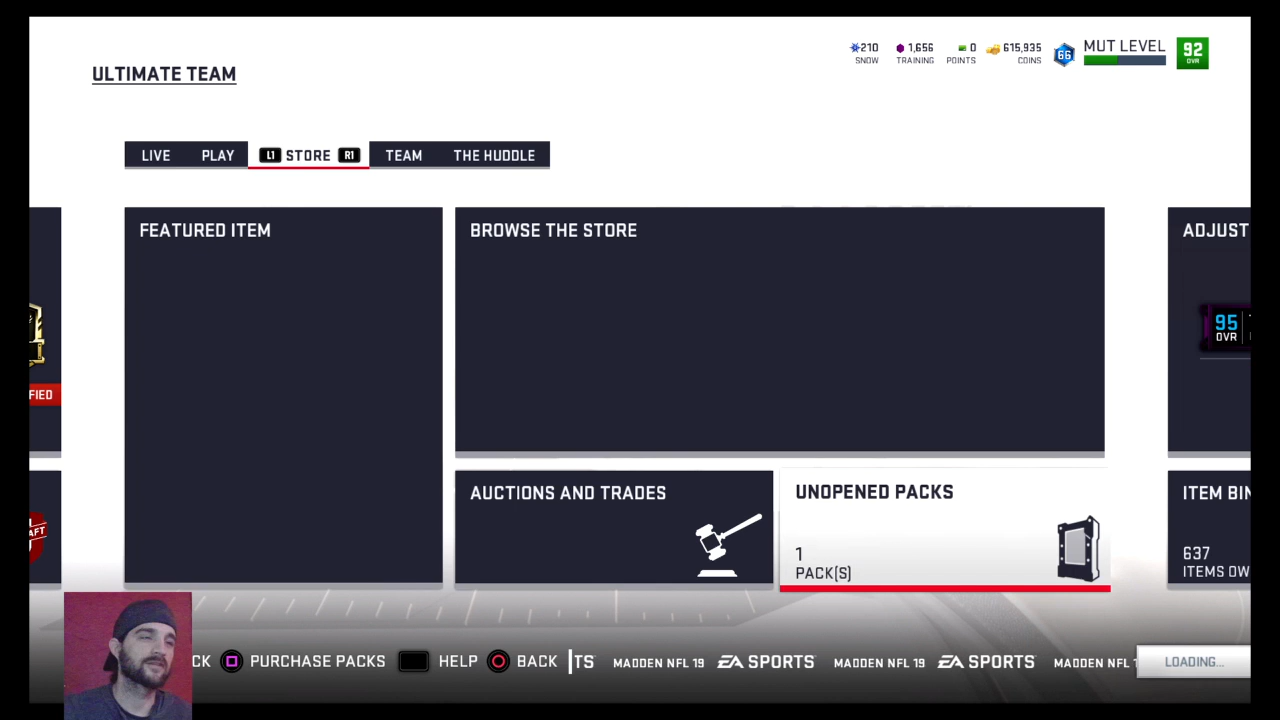 ULTIMATE TEAM
210 SNOW
1,656 TRAINING
0 POINTS
615,935 COINS
66
MUT LEVEL
92 OVR
LIVE PLAY L1 STORE R1 TEAM THE HUDDLE
FEATURED ITEM
BROWSE THE STORE
ADJUST
95
OVR
FIED
AUCTIONS AND TRADES
UNOPENED PACKS
1
PACK(S)
ITEM BIN
637
ITEMS OW
AFT
CK PURCHASE PACKS HELP BACK TS MADDEN NFL 19 EA SPORTS MADDEN NFL 19 EA SPORTS MADDEN NFL 1
LOADING...